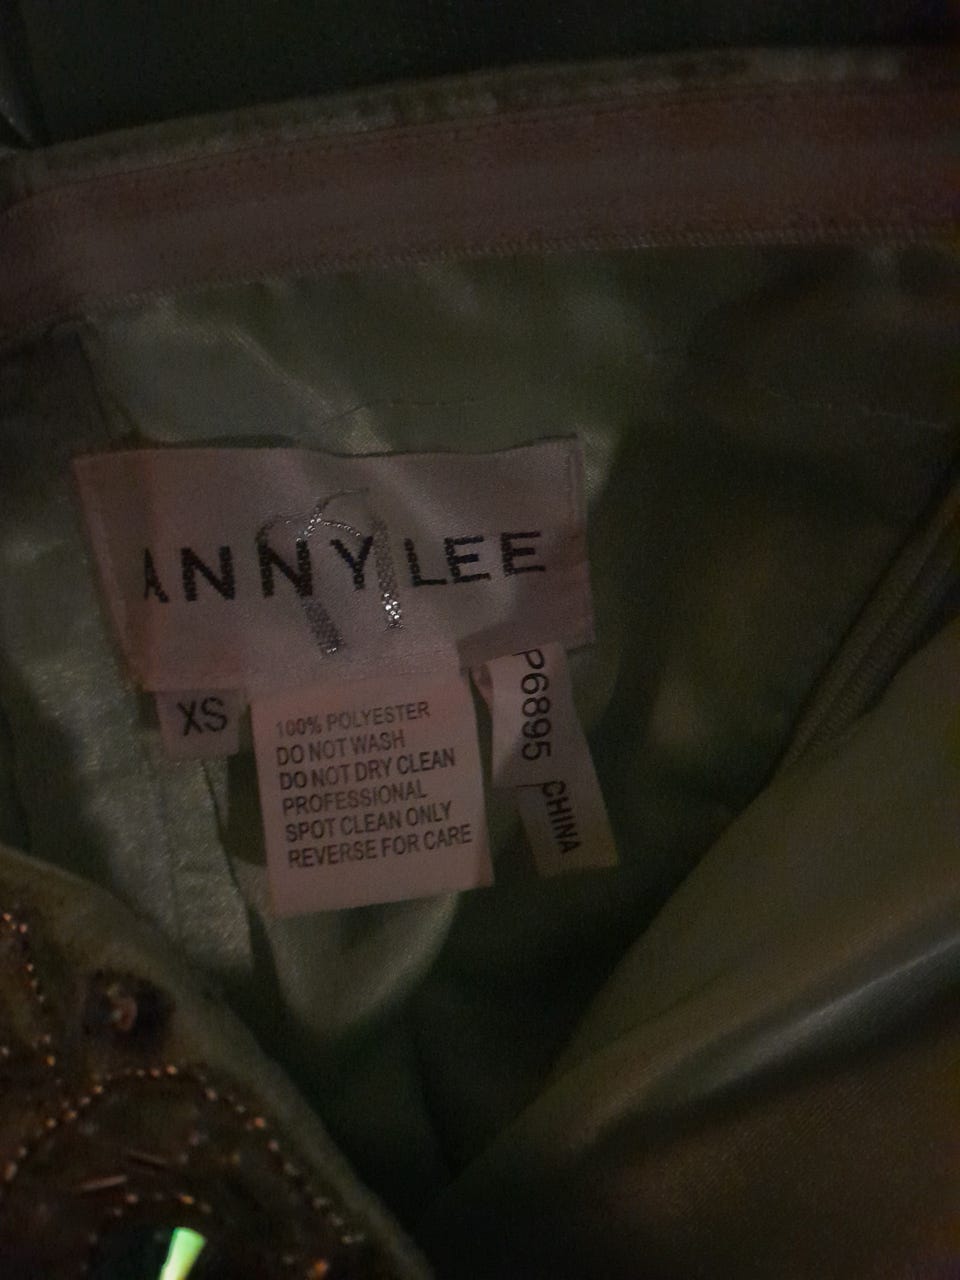 ANNY LEE
XS
100% POLYESTER
DO NOT WASH
DO NOT DRY CLEAN
PROFESSIONAL
SPOT CLEAN ONLY
REVERSE FOR CARE
P6895
CHINA